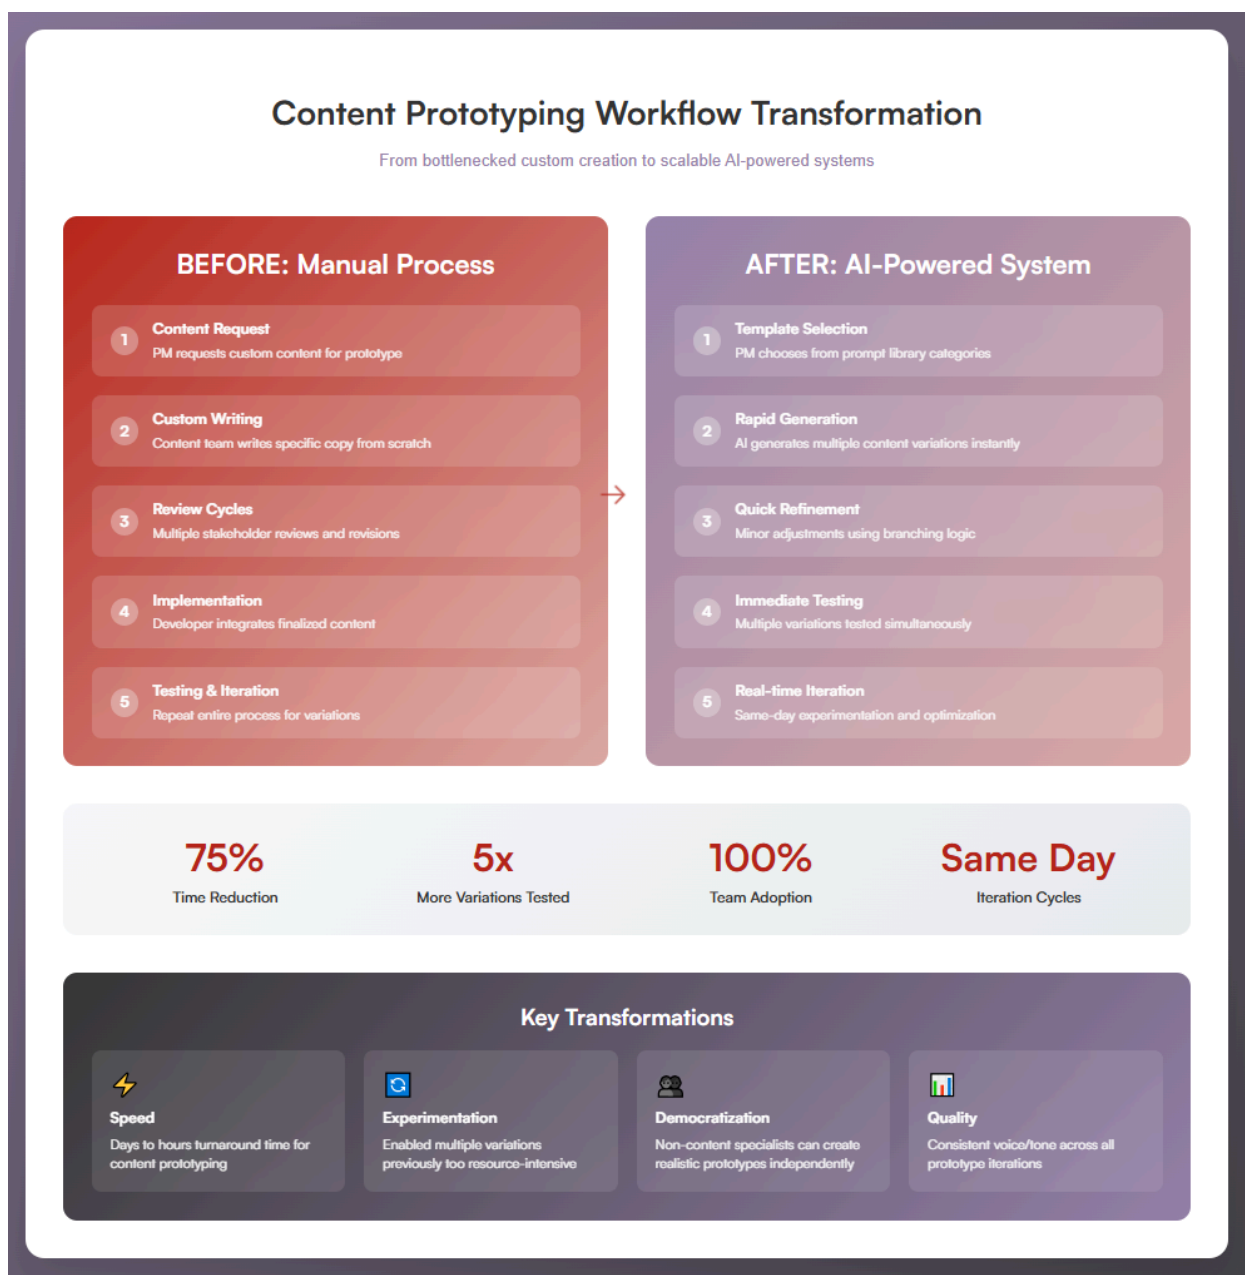 Content Prototyping Workflow Transformation
From bottlenecked custom creation to scalable AI-powered systems
BEFORE: Manual Process
1
Content Request
PM requests custom content for prototype
2
Custom Writing
Content team writes specific copy from scratch
3
Review Cycles
Multiple stakeholder reviews and revisions
4
Implementation
Developer integrates finalized content
5
Testing & Iteration
Repeat entire process for variations
→
AFTER: AI-Powered System
1
Template Selection
PM chooses from prompt library categories
2
Rapid Generation
AI generates multiple content variations instantly
3
Quick Refinement
Minor adjustments using branching logic
4
Immediate Testing
Multiple variations tested simultaneously
5
Real-time Iteration
Same-day experimentation and optimization
75%
Time Reduction
5x
More Variations Tested
100%
Team Adoption
Same Day
Iteration Cycles
Key Transformations
Speed
Days to hours turnaround time for
content prototyping
Experimentation
Enabled multiple variations
previously too resource-intensive
Democratization
Non-content specialists can create
realistic prototypes independently
Quality
Consistent voice/tone across all
prototype iterations